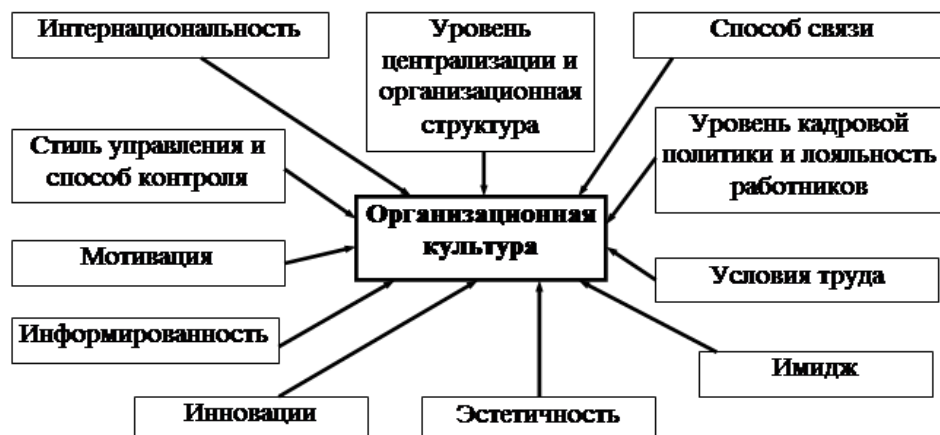 Интернациональность
Уровень
централизации и
организационная
структура
Способ связи
Стиль управления и
способ контроля
Уровень кадровой
политики и лояльность
работников
Организационная
культура
Мотивация
Условия труда
Информированность
Имидж
Инновации
Эстетичность